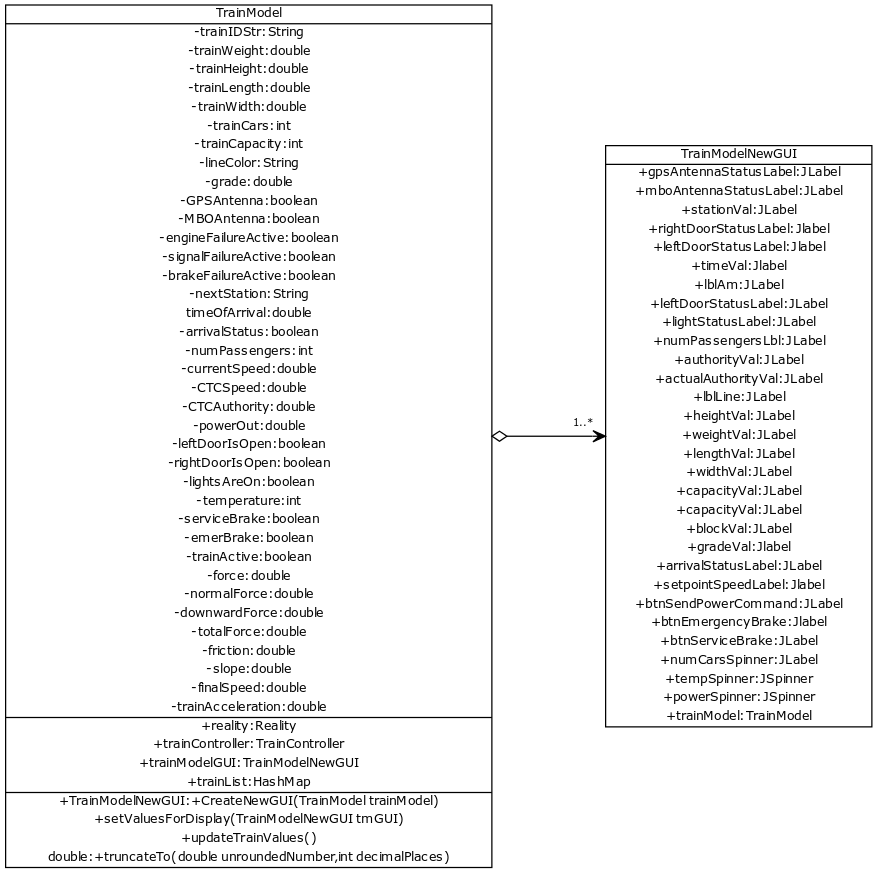 TrainModel
-trainIDStr:String
-trainWeight:double
-trainHeight:double
-trainLength:double
-trainWidth:double
-trainCars:int
-trainCapacity:int
-lineColor:String
-grade:double
-GPSAntenna:boolean
-MBOAntenna:boolean
-engineFailureActive:boolean
-signalFailureActive:boolean
-brakeFailureActive:boolean
-nextStation:String
timeOfArrival:double
-arrivalStatus:boolean
-numPassengers:int
-currentSpeed:double
-CTCSpeed:double
-CTCAuthority:double
-powerOut:double
-leftDoorIsOpen:boolean
-rightDoorIsOpen:boolean
-lightsAreOn:boolean
-temperature:int
-serviceBrake:boolean
-emerBrake:boolean
-trainActive:boolean
-force:double
-normalForce:double
-downwardForce:double
-totalForce:double
-friction:double
-slope:double
-finalSpeed:double
-trainAcceleration:double
+reality:Reality
+trainController:TrainController
+trainModelGUI:TrainModelNewGUI
+trainList:HashMap
+TrainModelNewGUI:+CreateNewGUI(TrainModel trainModel)
+setValuesForDisplay(TrainModelNewGUI tmGUI)
+updateTrainValues()
double:+truncateTo(double unroundedNumber,int decimalPlaces)
1..*
TrainModelNewGUI
+gpsAntennaStatusLabel:JLabel
+mboAntennaStatusLabel:JLabel
+stationVal:JLabel
+rightDoorStatusLabel:Jlabel
+leftDoorStatusLabel:Jlabel
+timeVal:Jlabel
+lblAm:JLabel
+leftDoorStatusLabel:JLabel
+lightStatusLabel:JLabel
+numPassengersLbl:JLabel
+authorityVal:JLabel
+actualAuthorityVal:JLabel
+lblLine:JLabel
+heightVal:JLabel
+weightVal:JLabel
+lengthVal:JLabel
+widthVal:JLabel
+capacityVal:JLabel
+capacityVal:JLabel
+blockVal:JLabel
+gradeVal:Jlabel
+arrivalStatusLabel:JLabel
+setpointSpeedLabel:Jlabel
+btnSendPowerCommand:JLabel
+btnEmergencyBrake:Jlabel
+btnServiceBrake:JLabel
+numCarsSpinner:JLabel
+tempSpinner:JSpinner
+powerSpinner:JSpinner
+trainModel:TrainModel